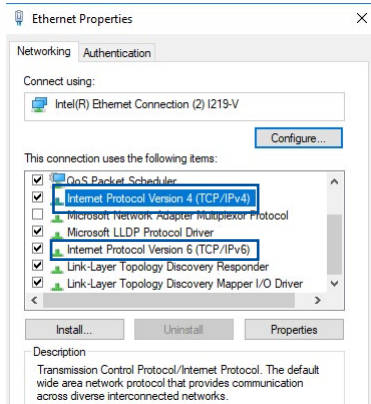 Ethernet Properties
Networking
Authentication
Connect using:
Intel(R) Ethernet Connection (2) I219-V
Configure...
This connection uses the following items:
QoS Packet Scheduler
Internet Protocol Version 4 (TCP/IPv4)
Microsoft Network Adapter Multiplexor Protocol
Microsoft LLDP Protocol Driver
Internet Protocol Version 6 (TCP/IPv6)
Link-Layer Topology Discovery Responder
Link-Layer Topology Discovery Mapper I/O Driver
Install...
Uninstall
Properties
Description
Transmission Control Protocol/Internet Protocol. The default
wide area network protocol that provides communication
across diverse interconnected networks.